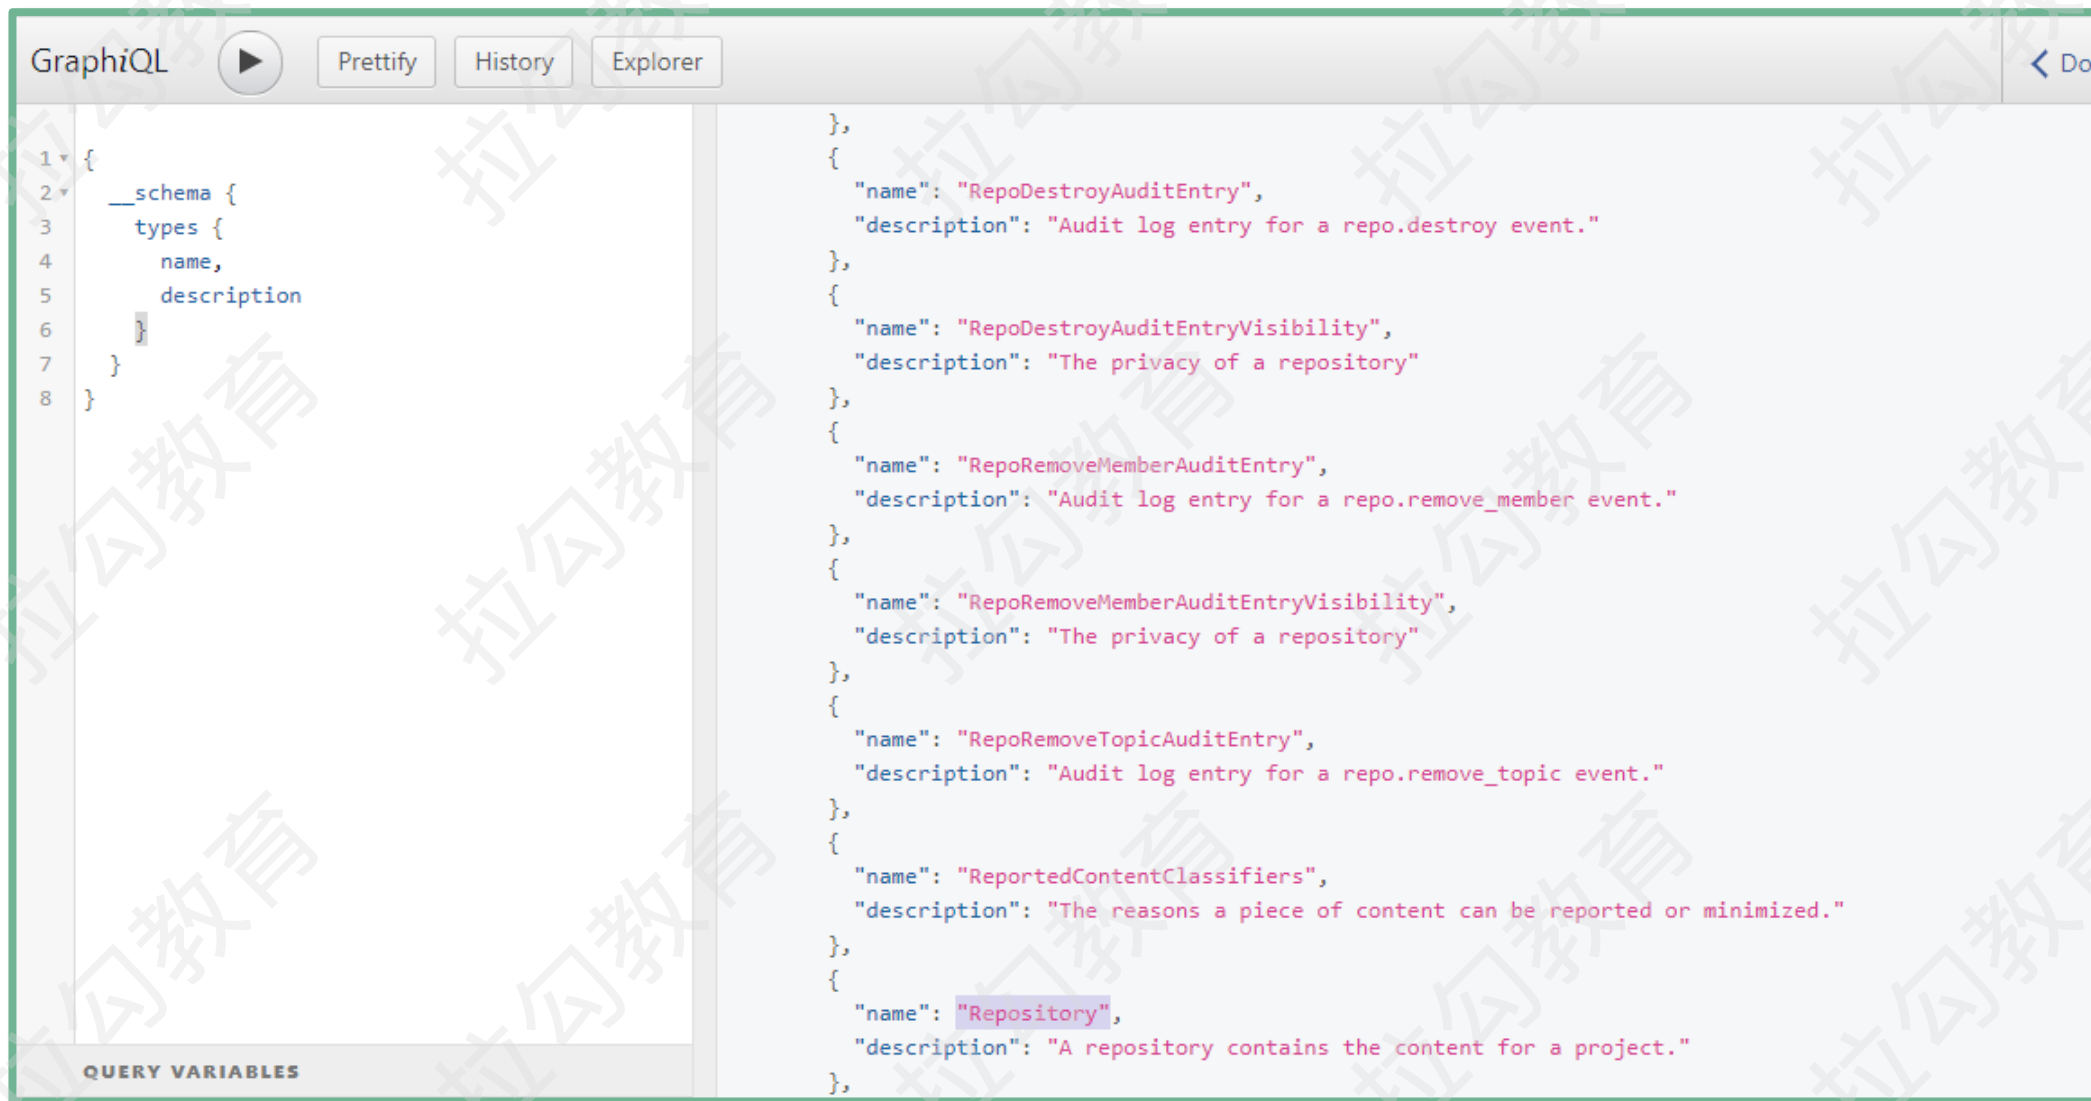 GraphiQL
Prettify
History
Explorer
Do
1 {
2   __schema {
3     types {
4       name,
5       description
6     }
7   }
8 }
QUERY VARIABLES
},
{
"name": "RepoDestroyAuditEntry",
"description": "Audit log entry for a repo.destroy event."
},
{
"name": "RepoDestroyAuditEntryVisibility",
"description": "The privacy of a repository"
},
{
"name": "RepoRemoveMemberAuditEntry",
"description": "Audit log entry for a repo.remove_member event."
},
{
"name": "RepoRemoveMemberAuditEntryVisibility",
"description": "The privacy of a repository"
},
{
"name": "RepoRemoveTopicAuditEntry",
"description": "Audit log entry for a repo.remove_topic event."
},
{
"name": "ReportedContentClassifiers",
"description": "The reasons a piece of content can be reported or minimized."
},
{
"name": "Repository",
"description": "A repository contains the content for a project."
},
拉勾教育